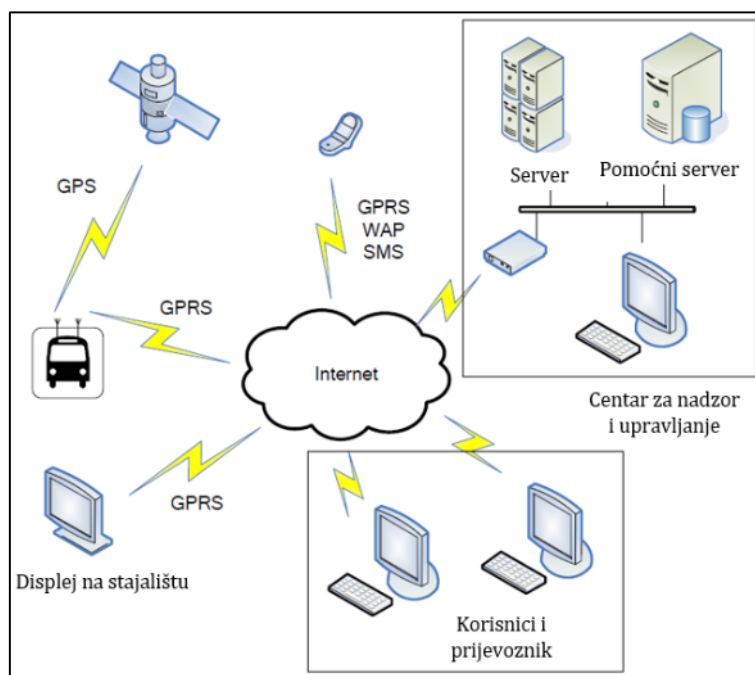 GPS
GPRS
WAP
SMS
Server
Pomoćni server
GPRS
Internet
Centar za nadzor
i upravljanje
GPRS
Displej na stajalištu
Korisnici i
prijevoznik